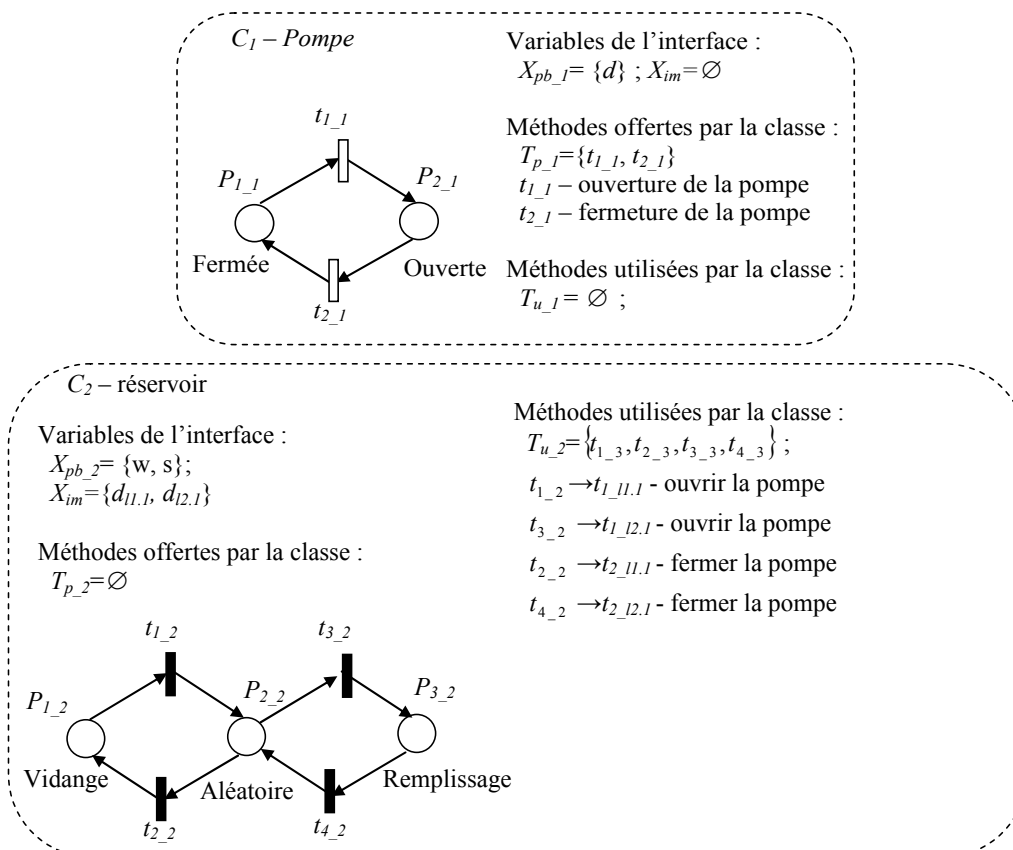 C1 – Pompe
Variables de l'interface :
Xpb_1= {d} ; Xim=∅
Méthodes offertes par la classe :
Tp_1={t1_1, t2_1}
t1_1 – ouverture de la pompe
t2_1 – fermeture de la pompe
Méthodes utilisées par la classe :
Tu_1 = ∅ ;
t1_1
P1_1
P2_1
Fermée
Ouverte
t2_1
C2 – réservoir
Variables de l'interface :
Xpb_2= {w, s};
Xim={dl1.1, dl2.1}
Méthodes offertes par la classe :
Tp_2=∅
Méthodes utilisées par la classe :
Tu_2={t1_3, t2_3, t3_3, t4_3} ;
t1_2 →t1_l1.1 - ouvrir la pompe
t3_2 →t1_l2.1 - ouvrir la pompe
t2_2 →t2_l1.1 - fermer la pompe
t4_2 →t2_l2.1 - fermer la pompe
t1_2
t3_2
P1_2
P2_2
P3_2
Vidange
Aléatoire
Remplissage
t2_2
t4_2